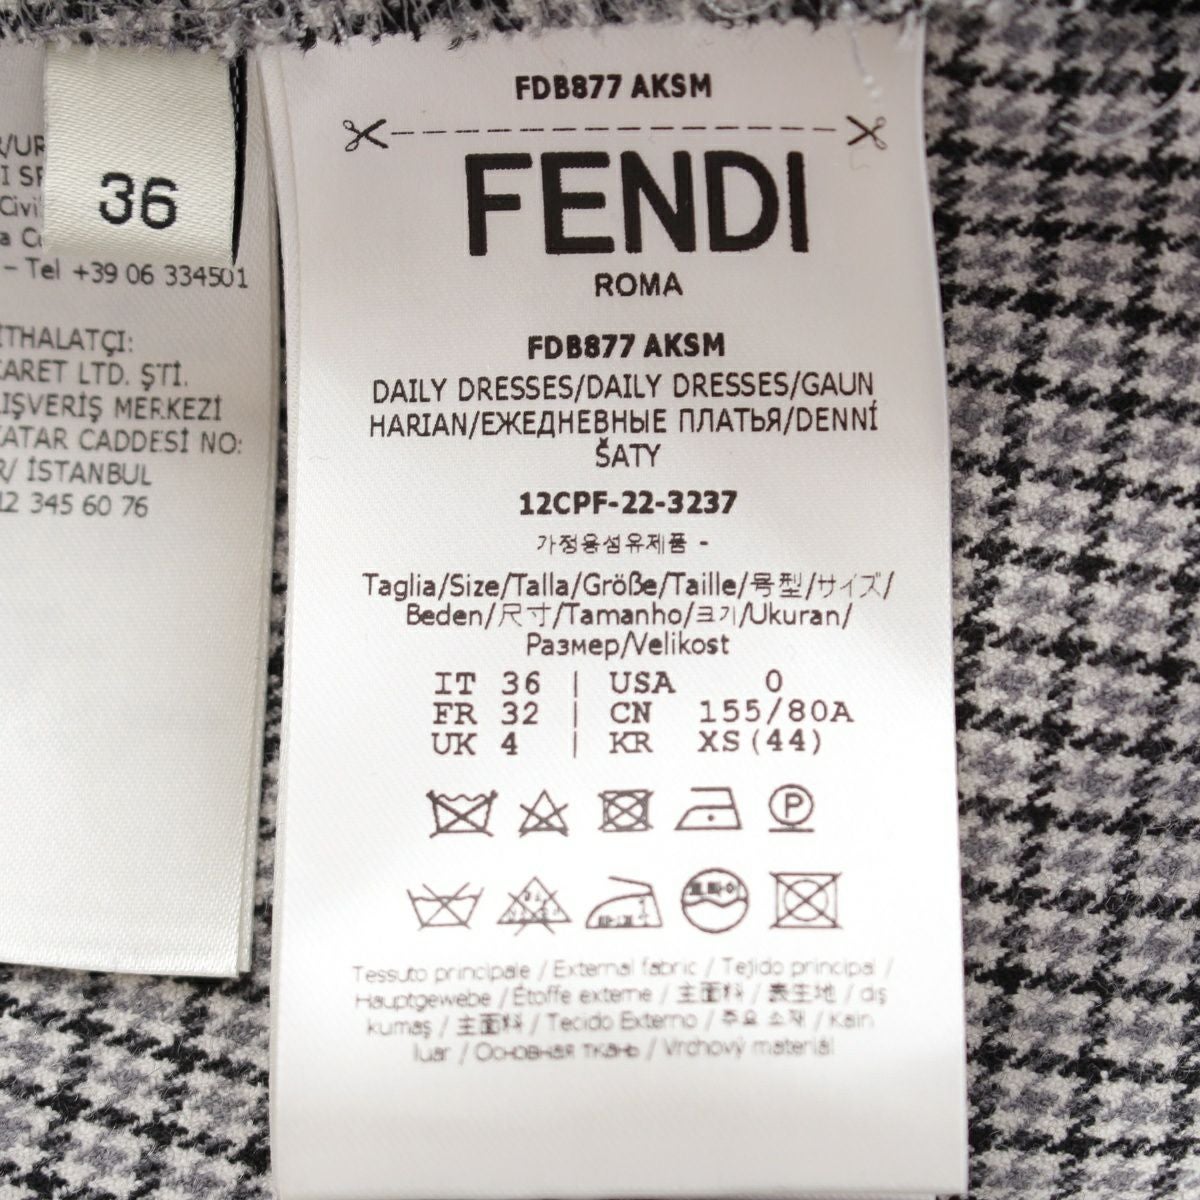 36
– Tel +39 06 334501
İTHALATÇI:
LTD. ŞTİ.
MERKEZİ
CADDESİ NO:
İSTANBUL
345 60 76
FDB877 AKSM
FENDI
ROMA
FDB877 AKSM
DAILY DRESSES/DAILY DRESSES/GAUN
HARIAN/ЕЖЕДНЕВНЫЕ ПЛАТЬЯ/DENNÍ
ŠATY
12CPF-22-3237
가정용섬유제품 -
Taglia/Size/Talla/Größe/Taille/号型/サイズ/
Beden/尺寸/Tamanho/크기/Ukuran/
Размер/Velikost
IT 36 | USA 0
FR 32 | CN 155/80A
UK 4 | KR XS(44)
P
드라이
Tessuto principale / External fabric / Tejido principal /
Hauptgewebe / Étoffe externe / 主面料 / 表生地 / dış
kumaş / 主面料 / Tecido Externo / 주요 소재 / Kain
luar / Основная ткань / Vrchový materiál